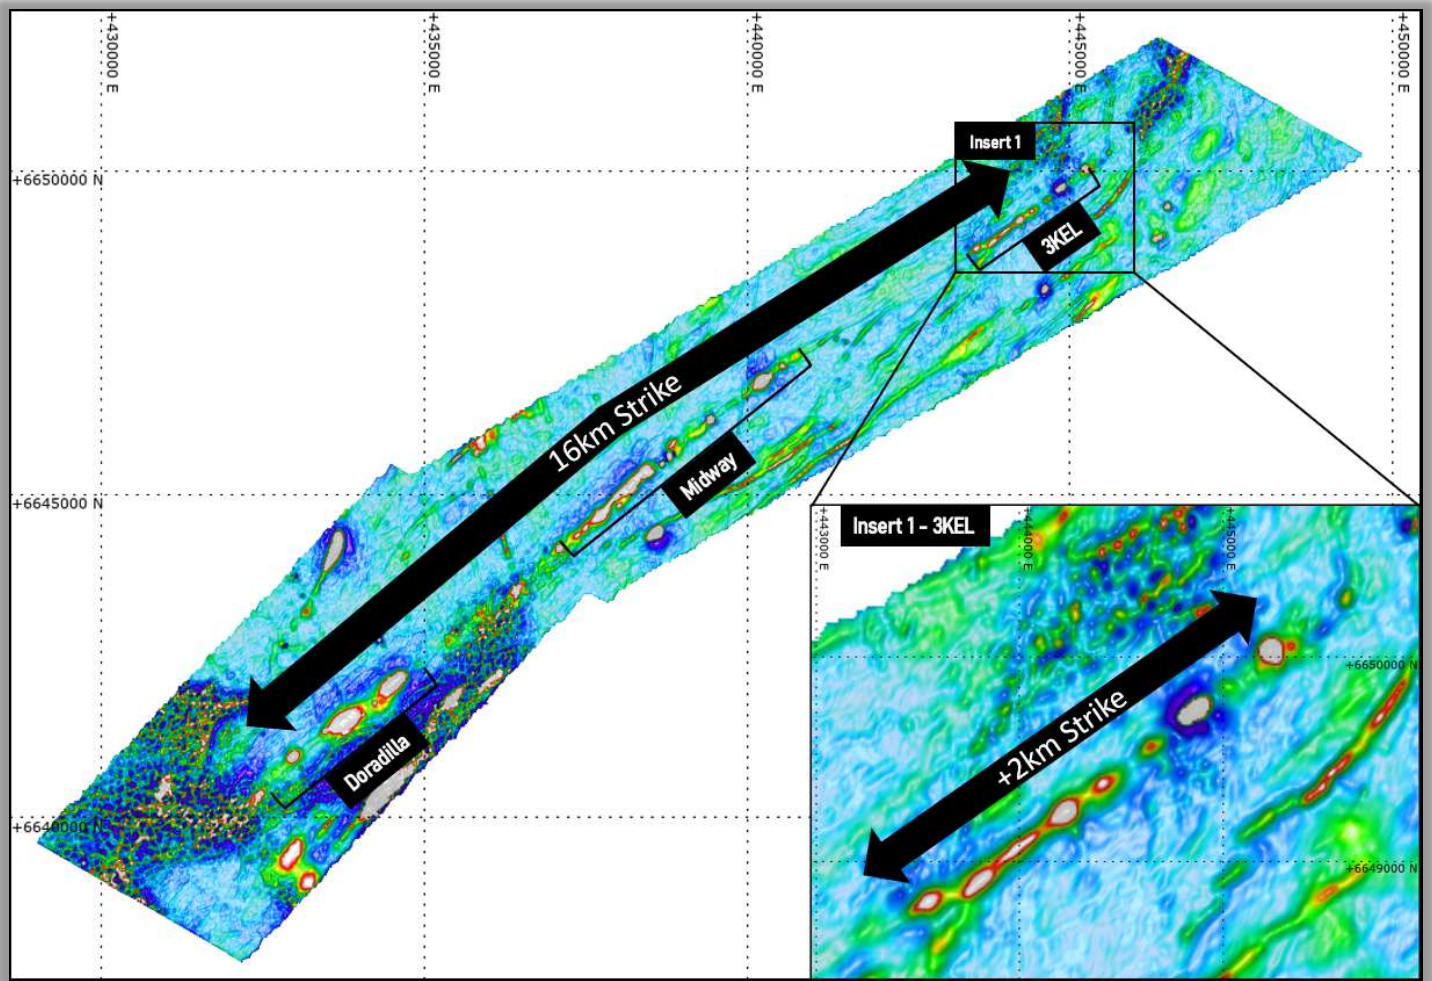 +430000 E
+435000 E
+440000 E
+445000 E
+450000 E
Insert 1
+6650000 N
3KEL
16km Strike
Midway
+6645000 N
Doradilla
+6640000 N
Insert 1 - 3KEL
+443000 E
+444000 E
+445000 E
+2km Strike
+6650000 N
+6649000 N